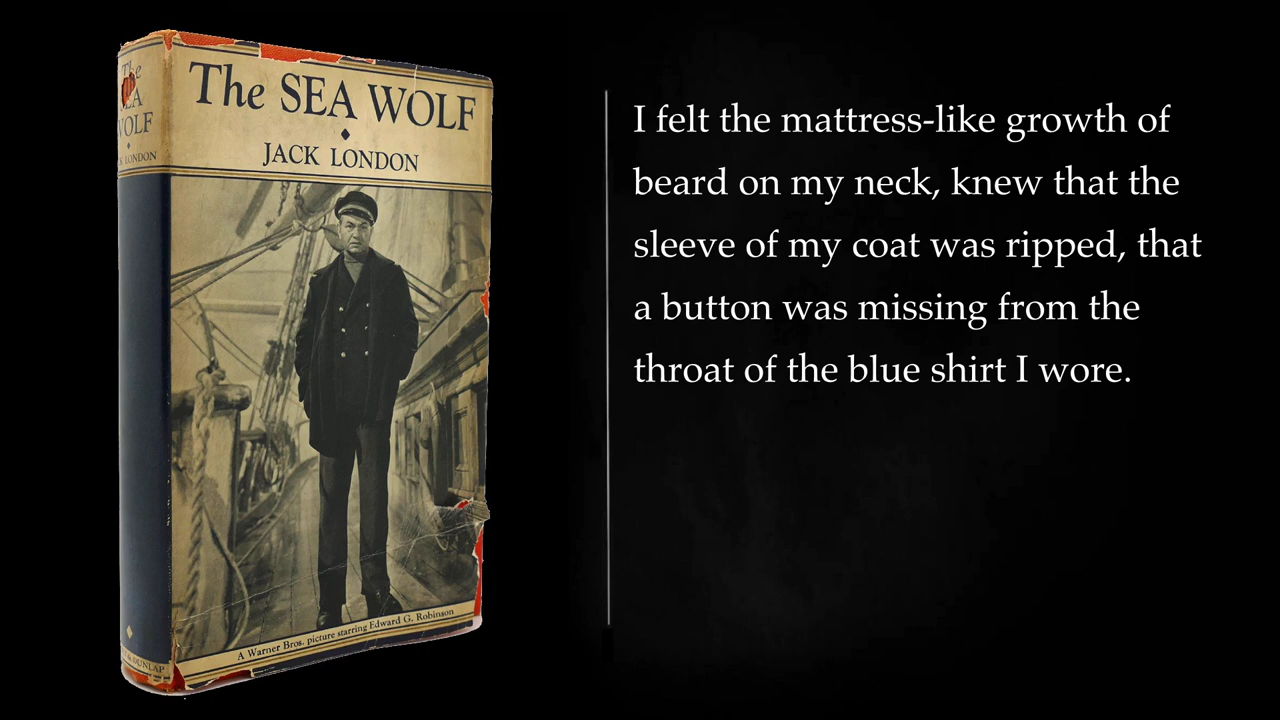 The
SEA
WOLF
LONDON
DUNLAP
The SEA WOLF
JACK LONDON
A Warner Bros. picture starring Edward G. Robinson
I felt the mattress-like growth of
beard on my neck, knew that the
sleeve of my coat was ripped, that
a button was missing from the
throat of the blue shirt I wore.